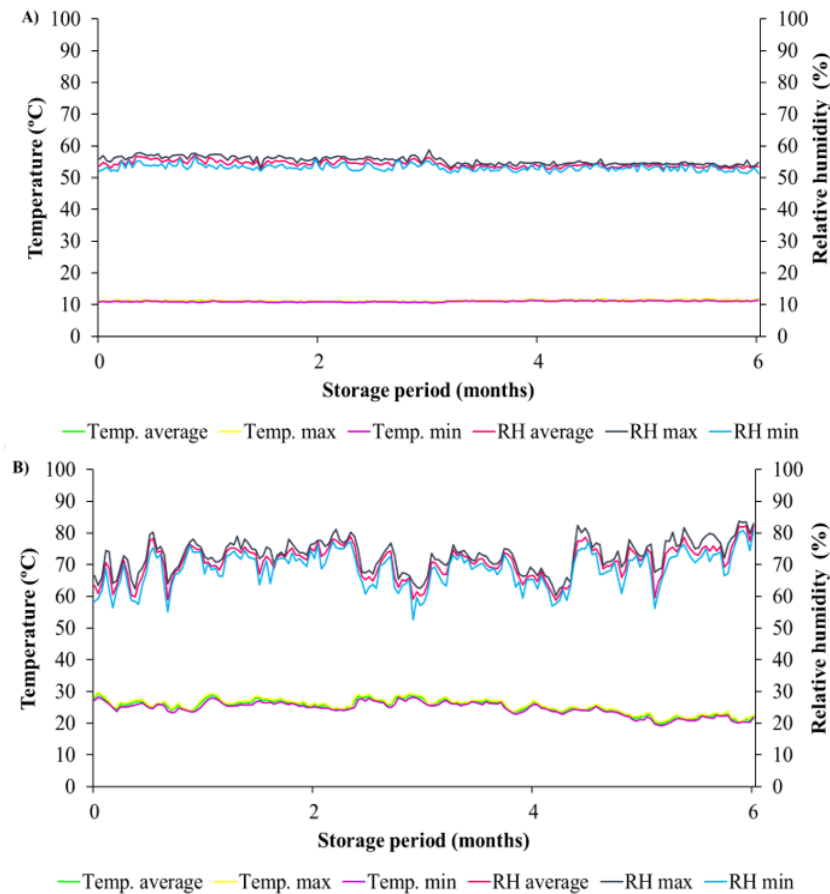 A)
100 90 80 70 60 50 40 30 20 10 0
Temperature (ºC)
100 90 80 70 60 50 40 30 20 10 0
Relative humidity (%)
0 2 4 6
Storage period (months)
Temp. average Temp. max Temp. min RH average RH max RH min
B)
100 90 80 70 60 50 40 30 20 10 0
Temperature (ºC)
100 90 80 70 60 50 40 30 20 10 0
Relative humidity (%)
0 2 4 6
Storage period (months)
Temp. average Temp. max Temp. min RH average RH max RH min